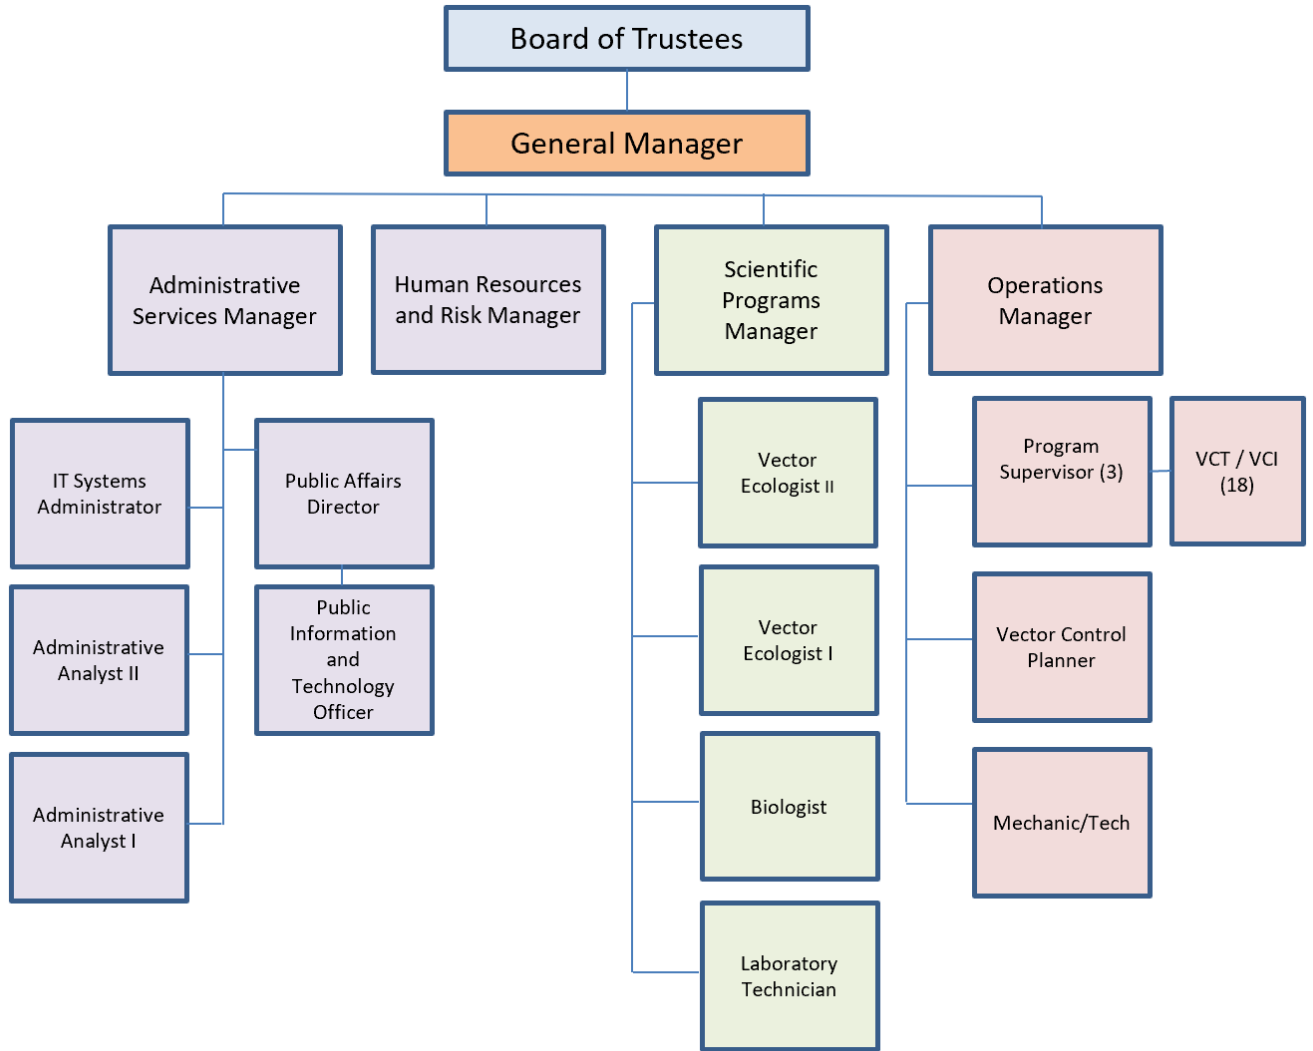 Board of Trustees
General Manager
Administrative
Services Manager
Human Resources
and Risk Manager
Scientific
Programs
Manager
Operations
Manager
IT Systems
Administrator
Public Affairs
Director
Administrative
Analyst II
Public
Information
and
Technology
Officer
Administrative
Analyst I
Vector
Ecologist II
Vector
Ecologist I
Biologist
Laboratory
Technician
Program
Supervisor (3)
VCT / VCI
(18)
Vector Control
Planner
Mechanic/Tech